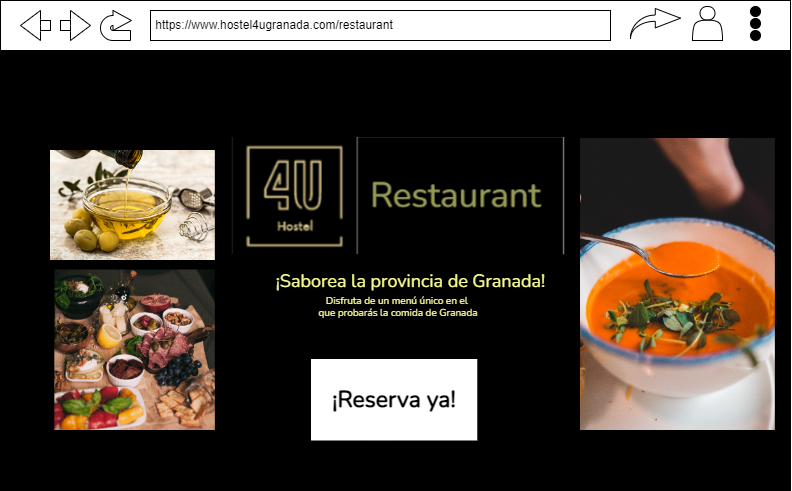 https://www.hostel4ugranada.com/restaurant
4U
Hostel
Restaurant
¡Saborea la provincia de Granada!
Disfruta de un menú único en el
que probarás la comida de Granada
¡Reserva ya!